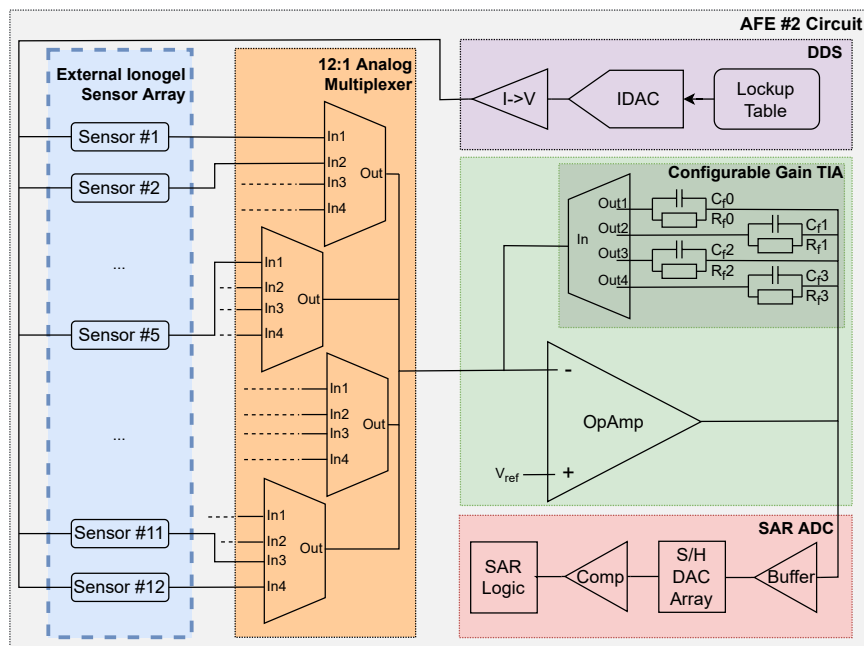 AFE #2 Circuit
DDS
I->V
IDAC
Lockup
Table
External Ionogel
Sensor Array
Sensor #1
Sensor #2
...
Sensor #5
...
Sensor #11
Sensor #12
12:1 Analog
Multiplexer
In1
In2
In3
In4
Out
In1
In2
In3
In4
Out
In1
In2
In3
In4
Out
In1
In2
In3
In4
Out
Configurable Gain TIA
In
Out1
Out2
Out3
Out4
Cf0
Rf0
Cf1
Rf1
Cf2
Rf2
Cf3
Rf3
-
OpAmp
Vref
+
SAR ADC
SAR
Logic
Comp
S/H
DAC
Array
Buffer